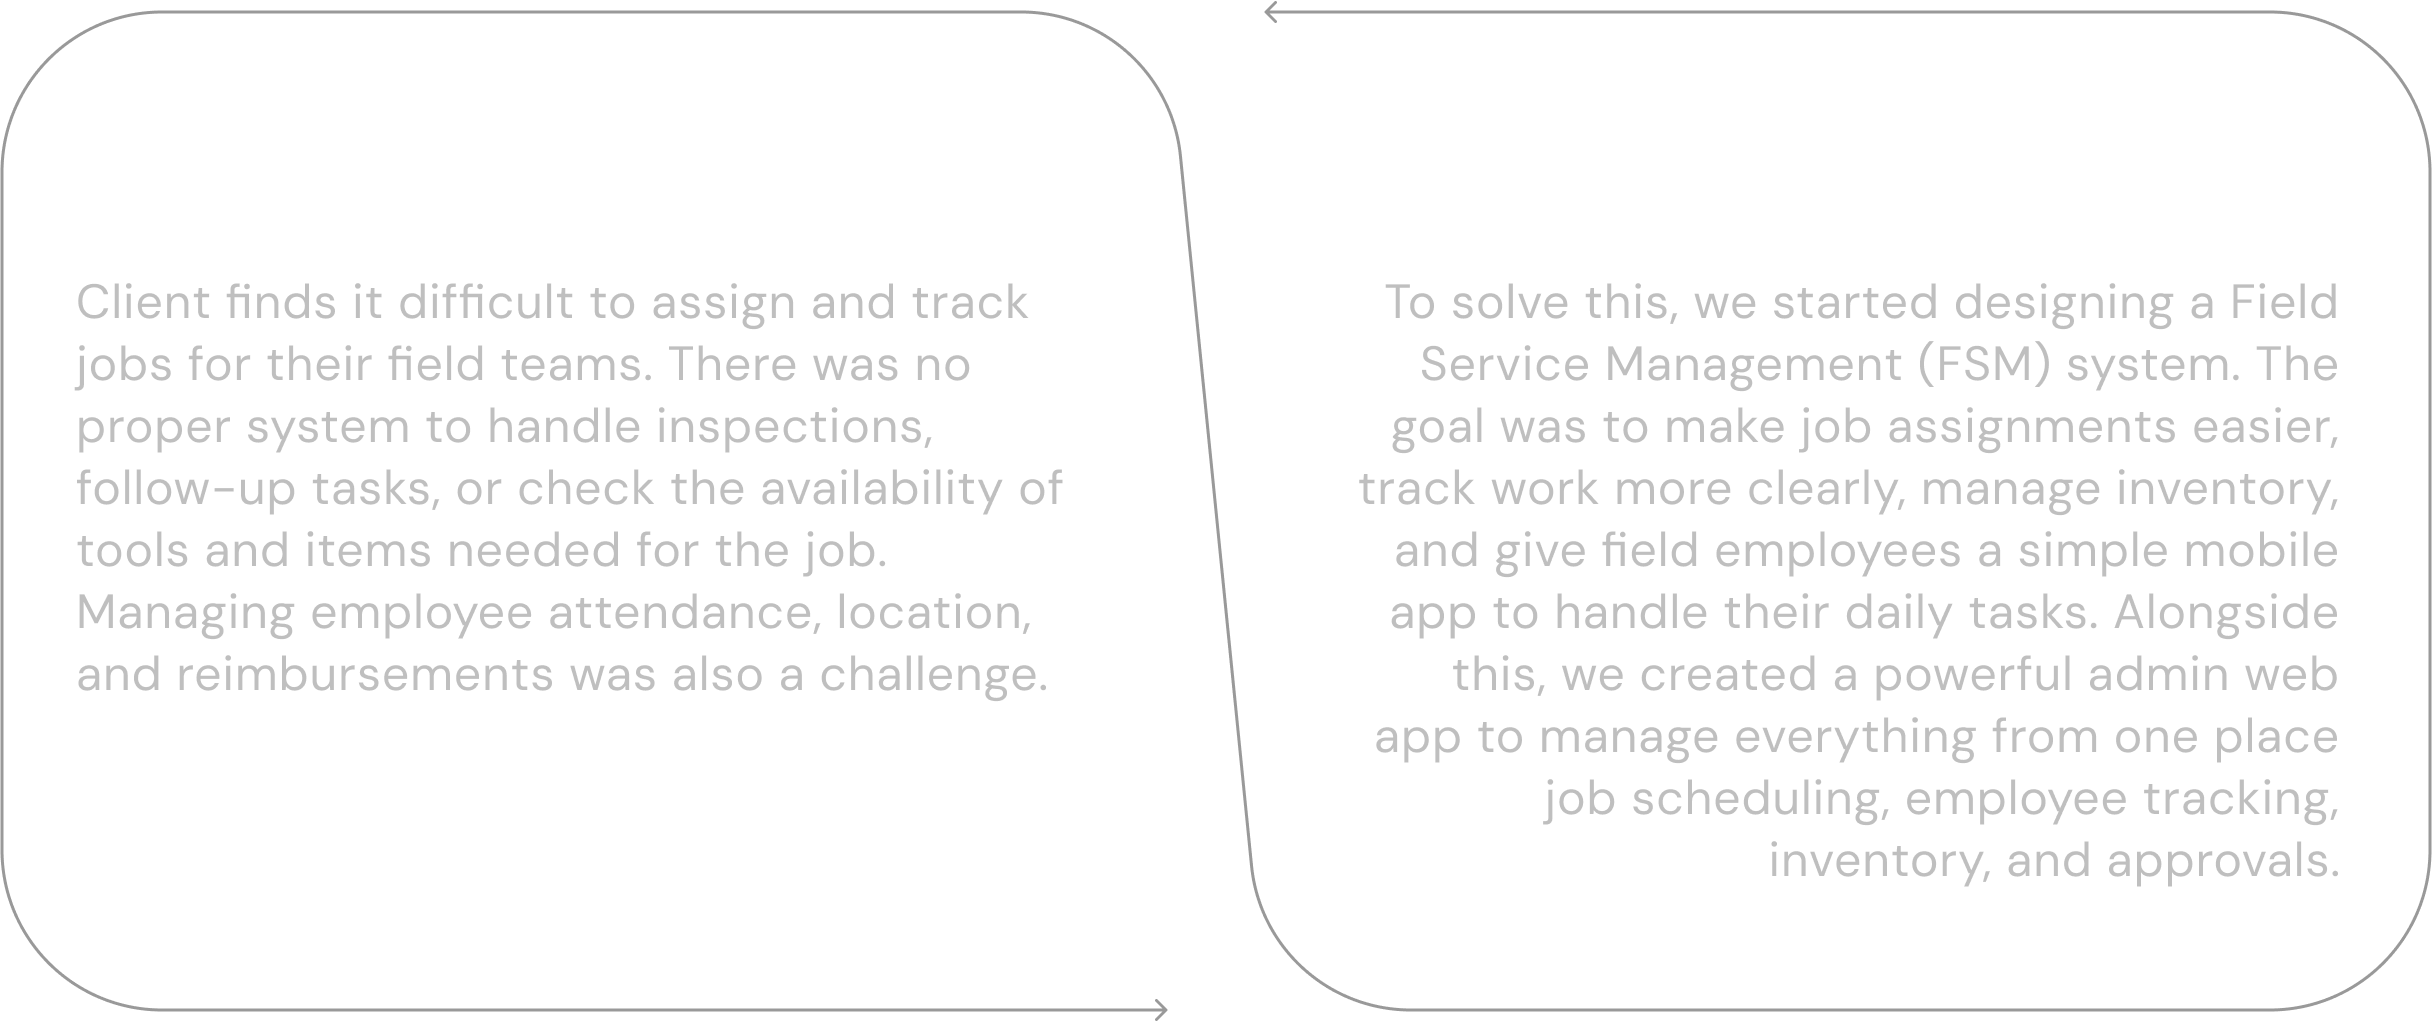 Client finds it difficult to assign and track
jobs for their field teams. There was no
proper system to handle inspections,
follow-up tasks, or check the availability of
tools and items needed for the job.
Managing employee attendance, location,
and reimbursements was also a challenge.
To solve this, we started designing a Field
Service Management (FSM) system. The
goal was to make job assignments easier,
track work more clearly, manage inventory,
and give field employees a simple mobile
app to handle their daily tasks. Alongside
this, we created a powerful admin web
app to manage everything from one place
job scheduling, employee tracking,
inventory, and approvals.